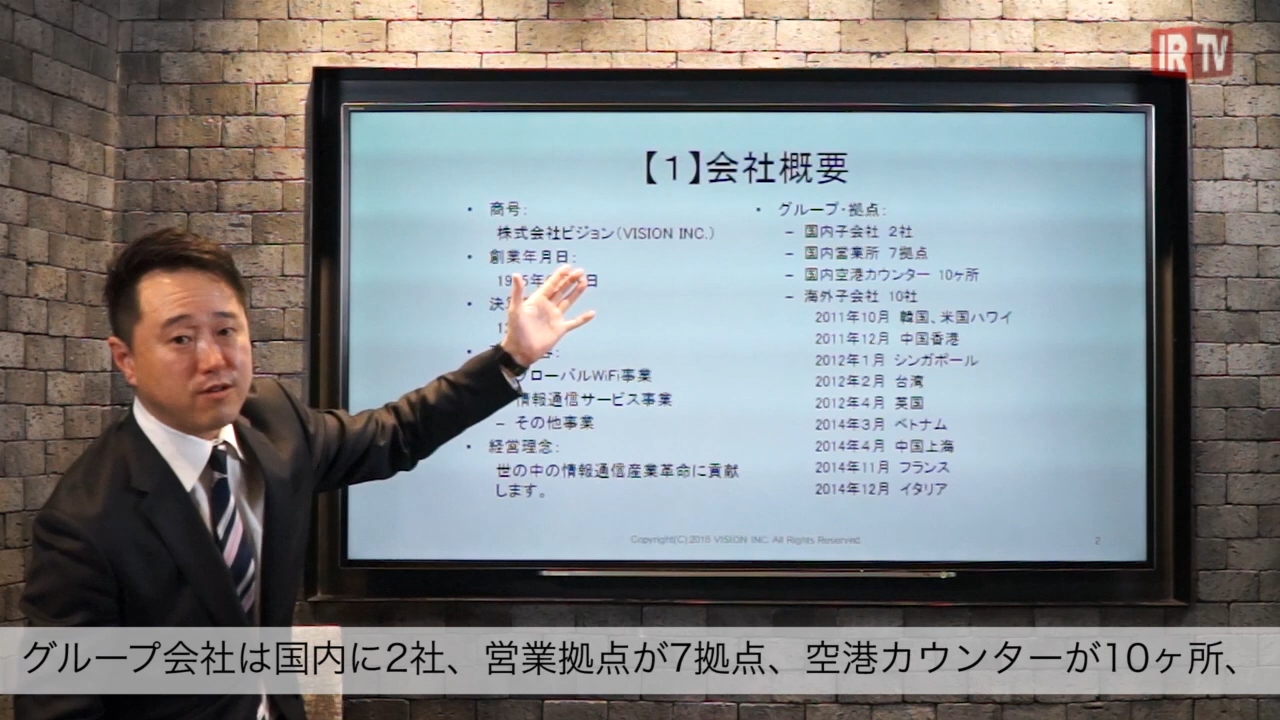 IR TV
【1】会社概要
・ 商号:
株式会社ビジョン(VISION INC.)
・ 創業年月日:
・
・
グローバルWiFi事業
情報通信サービス事業
– その他事業
・ 経営理念:
世の中の情報通信産業革命に貢献
します。
・ グループ・拠点:
– 国内子会社 2社
– 国内営業所 7拠点
– 国内空港カウンター 10ヶ所
– 海外子会社 10社
2011年10月 韓国、米国ハワイ
2011年12月 中国香港
2012年1月 シンガポール
2012年2月 台湾
2012年4月 英国
2014年3月 ベトナム
2014年4月 中国上海
2014年11月 フランス
2014年12月 イタリア
Copyright(C)2016 VISION INC. All Rights Reserved.
2
グループ会社は国内に2社、営業拠点が7拠点、空港カウンターが10ヶ所、